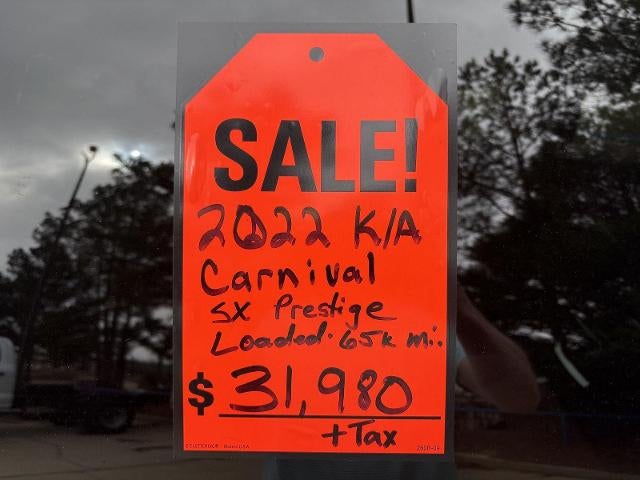 SALE!
2022 KIA
Carnival
SX Prestige
Loaded. 65k mi.
$31,980
+ Tax